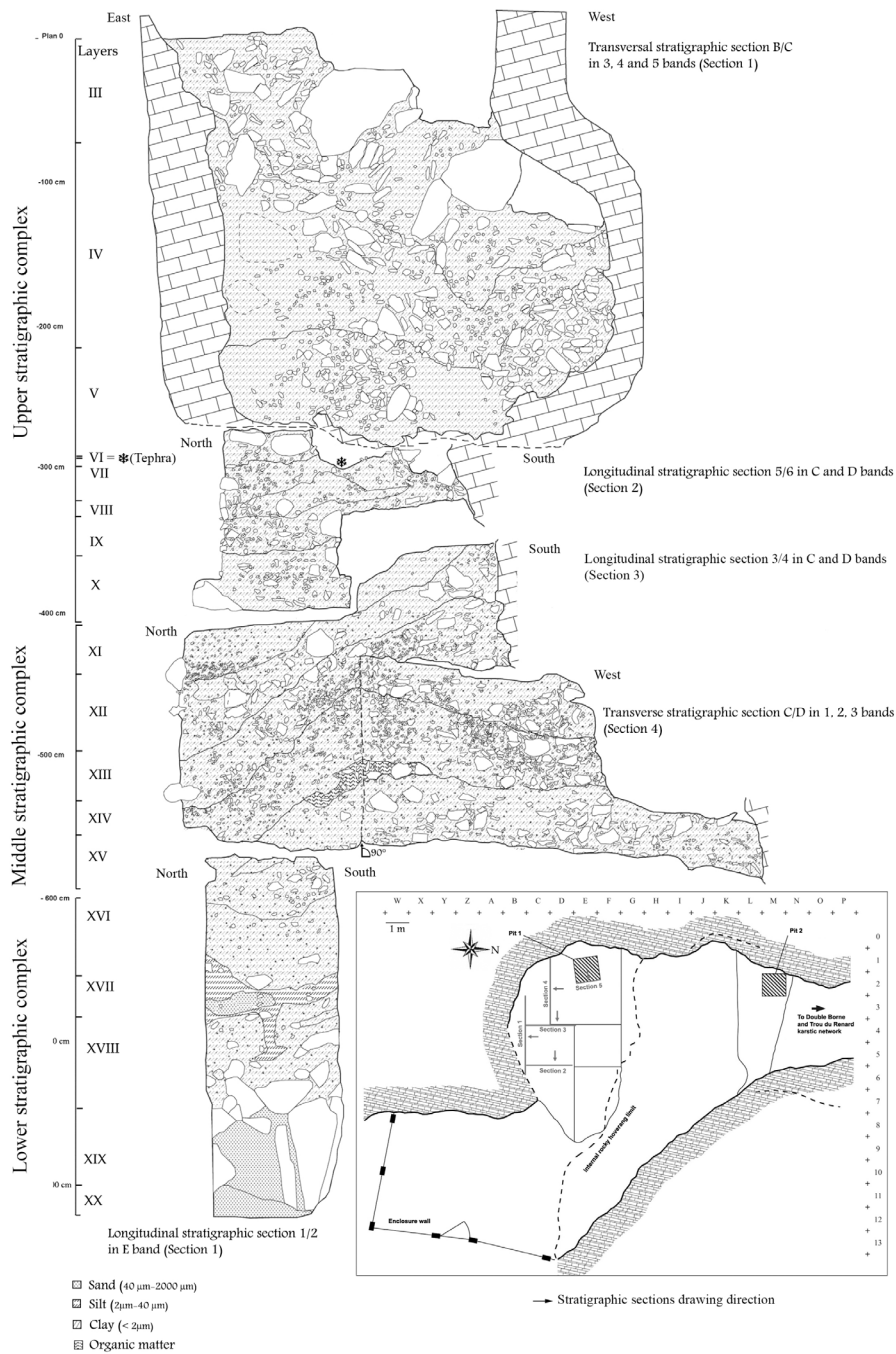 East
West
_ Plan 0
Layers
Transversal stratigraphic section B/C
in 3, 4 and 5 bands (Section 1)
III
-100 cm
Upper stratigraphic complex
IV
-200 cm
V
North
South
VI = ✽(Tephra)
-300 cm
VII
Longitudinal stratigraphic section 5/6 in C and D bands
(Section 2)
VIII
IX
South
Longitudinal stratigraphic section 3/4 in C and D bands
(Section 3)
X
-400 cm
North
Middle stratigraphic complex
XI
West
XII
Transverse stratigraphic section C/D in 1, 2, 3 bands
(Section 4)
-500 cm
XIII
XIV
XV
90°
North
South
- 600 cm
Lower stratigraphic complex
XVI
XVII
0 cm
XVIII
XIX
00 cm
XX
Longitudinal stratigraphic section 1/2
in E band (Section 1)
W X Y Z A B C D E F G H I J K L M N O P
1 m
N
Pit 1
Pit 2
0
1
2
3
4
5
6
7
8
9
10
11
12
13
Section 5
Section 4
Section 1
Section 3
Section 2
To Double Borne
and Trou du Renard
karstic network
internal rocky hoverang limit
Enclosure wall
Stratigraphic sections drawing direction
Sand (40 µm-2000 µm)
Silt (2µm-40 µm)
Clay (< 2µm)
Organic matter